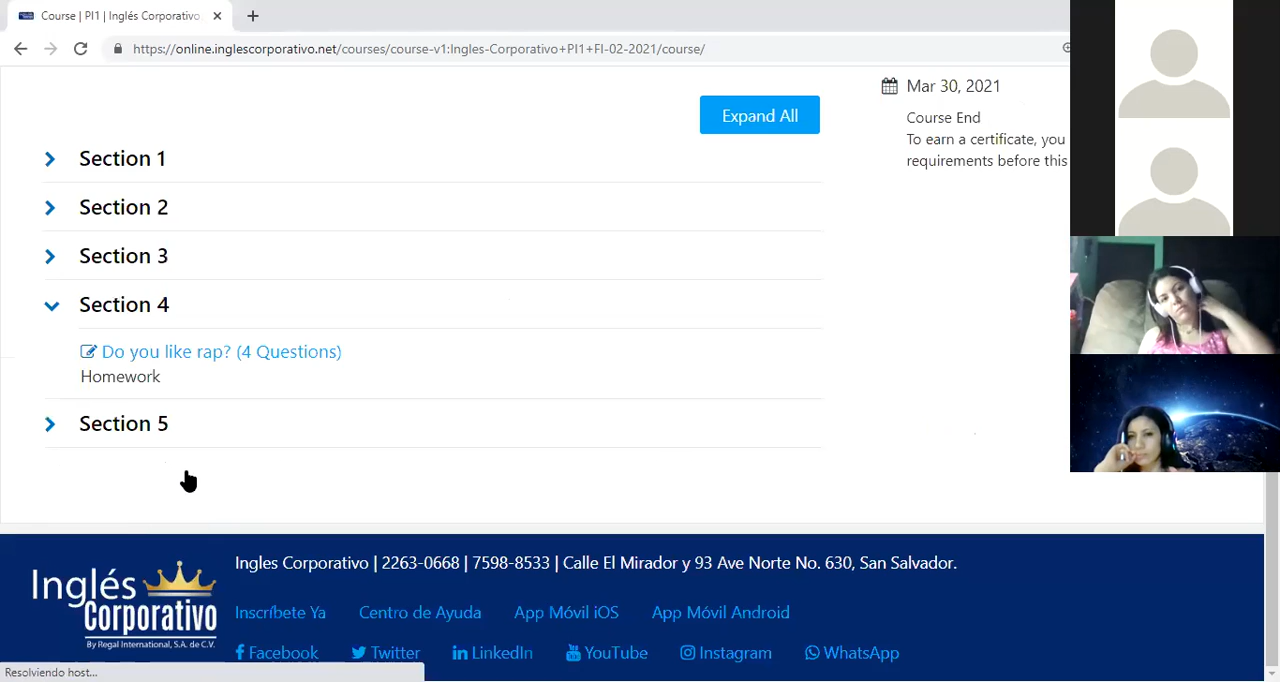 Course | PI1 | Inglés Corporativo
https://online.inglescorporativo.net/courses/course-v1:Ingles-Corporativo+PI1+FI-02-2021/course/
Mar 30, 2021
Expand All
Course End
To earn a certificate, you
requirements before this
Section 1
Section 2
Section 3
Section 4
Do you like rap? (4 Questions)
Homework
Section 5
Inglés
Corporativo
By Regal International, S.A. de C.V.
Ingles Corporativo | 2263-0668 | 7598-8533 | Calle El Mirador y 93 Ave Norte No. 630, San Salvador.
Inscríbete Ya Centro de Ayuda App Móvil iOS App Móvil Android
Facebook Twitter LinkedIn YouTube Instagram WhatsApp
Resolviendo host...